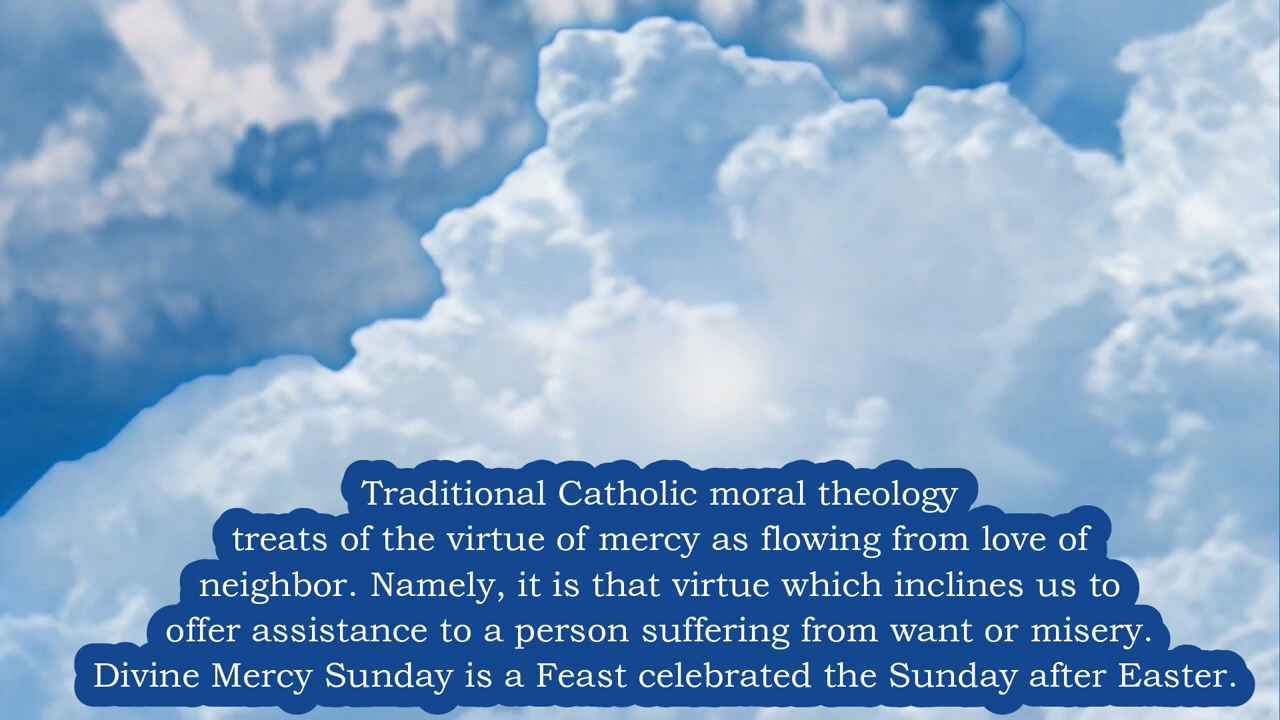 Traditional Catholic moral theology
treats of the virtue of mercy as flowing from love of
neighbor. Namely, it is that virtue which inclines us to
offer assistance to a person suffering from want or misery.
Divine Mercy Sunday is a Feast celebrated the Sunday after Easter.